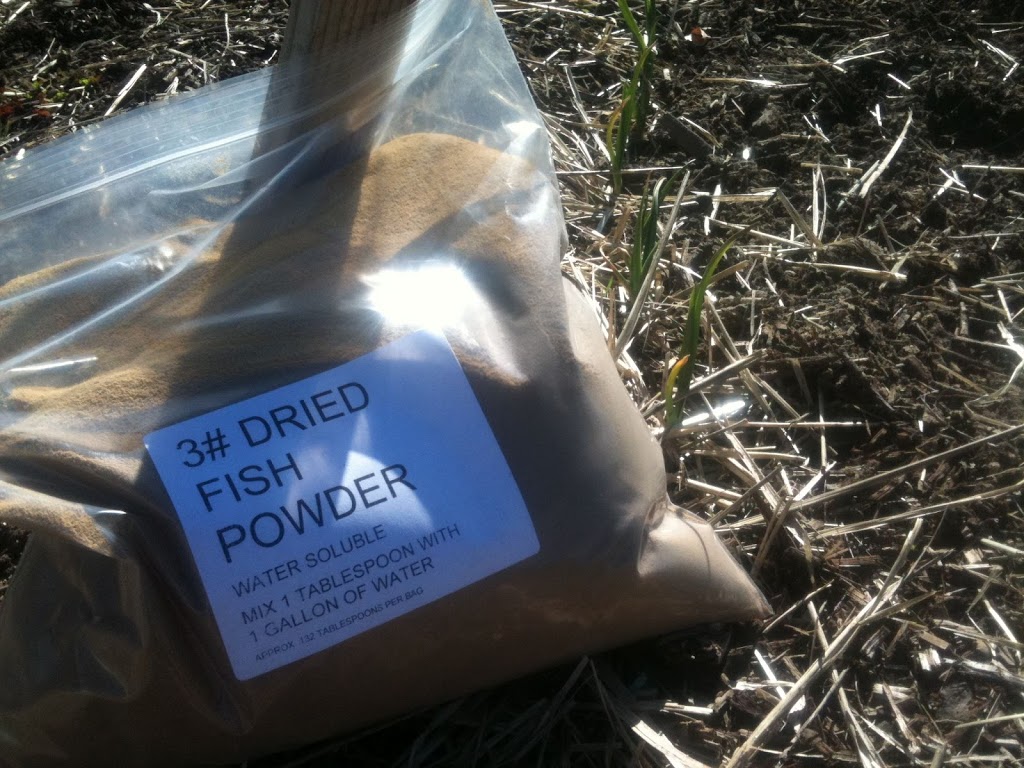 3# DRIED
FISH
POWDER
WATER SOLUBLE
MIX 1 TABLESPOON WITH
1 GALLON OF WATER
APPROX. 132 TABLESPOONS PER BAG